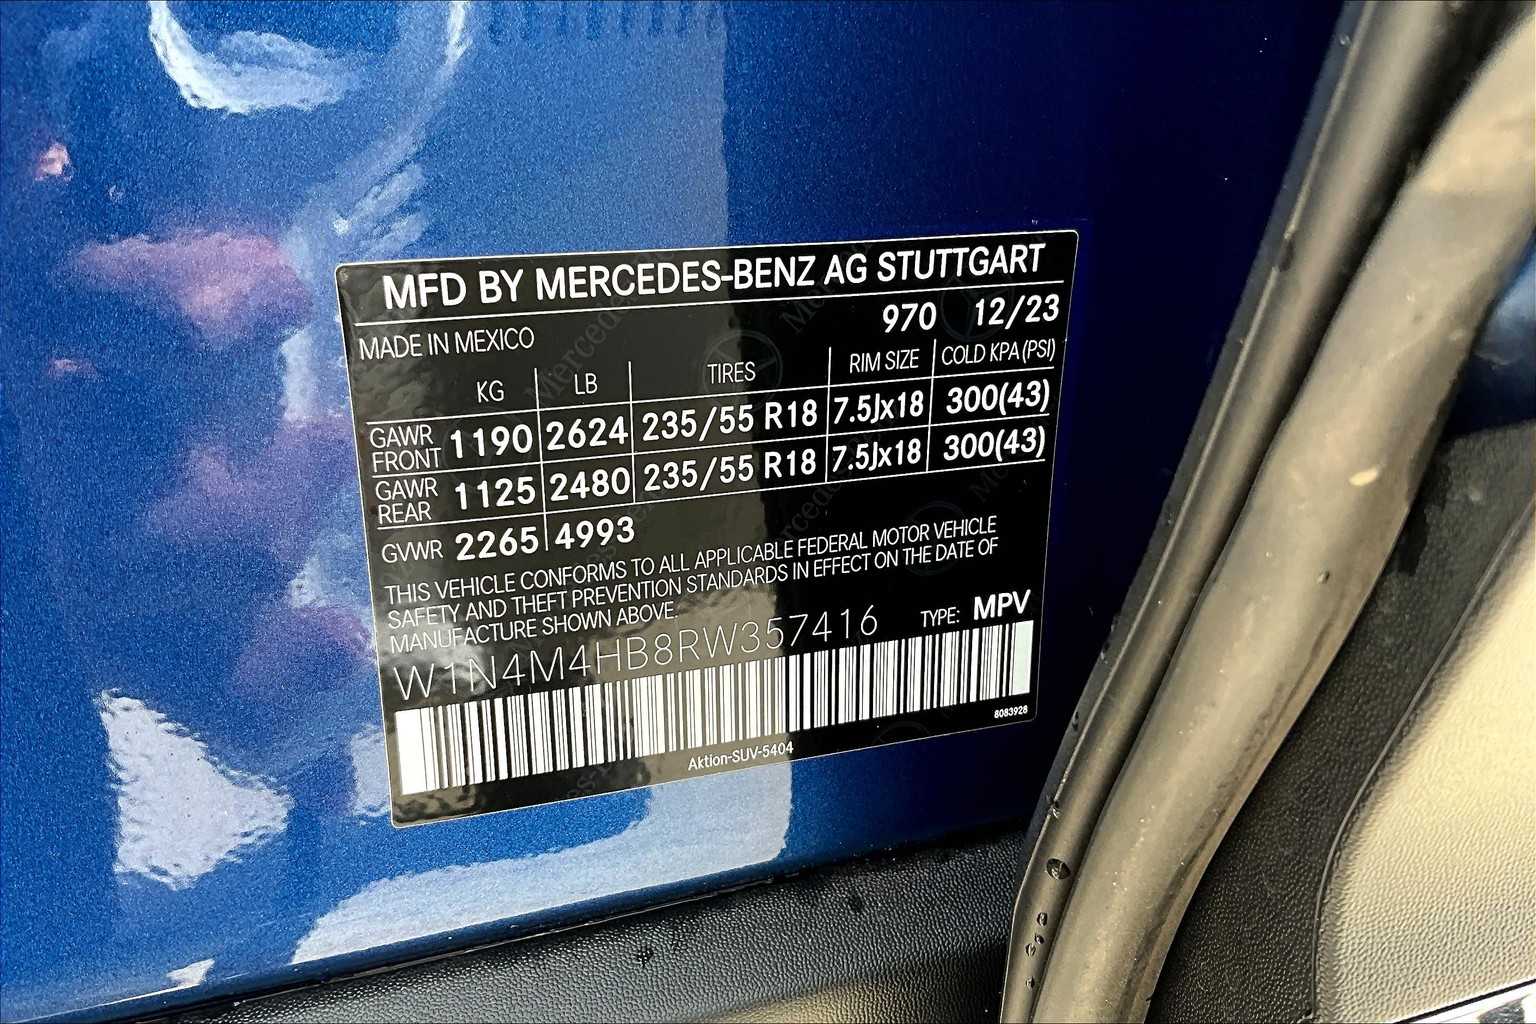 MFD BY MERCEDES-BENZ AG STUTTGART
970 12/23
MADE IN MEXICO
KG LB TIRES RIM SIZE COLD KPA (PSI)
GAWR FRONT 1190 2624 235/55 R18 7.5Jx18 300(43)
GAWR REAR 1125 2480 235/55 R18 7.5Jx18 300(43)
GVWR 2265 4993
THIS VEHICLE CONFORMS TO ALL APPLICABLE FEDERAL MOTOR VEHICLE
SAFETY AND THEFT PREVENTION STANDARDS IN EFFECT ON THE DATE OF
MANUFACTURE SHOWN ABOVE.
W1N4M4HB8RW357416 TYPE: MPV
8083928
Aktion-SUV-5404